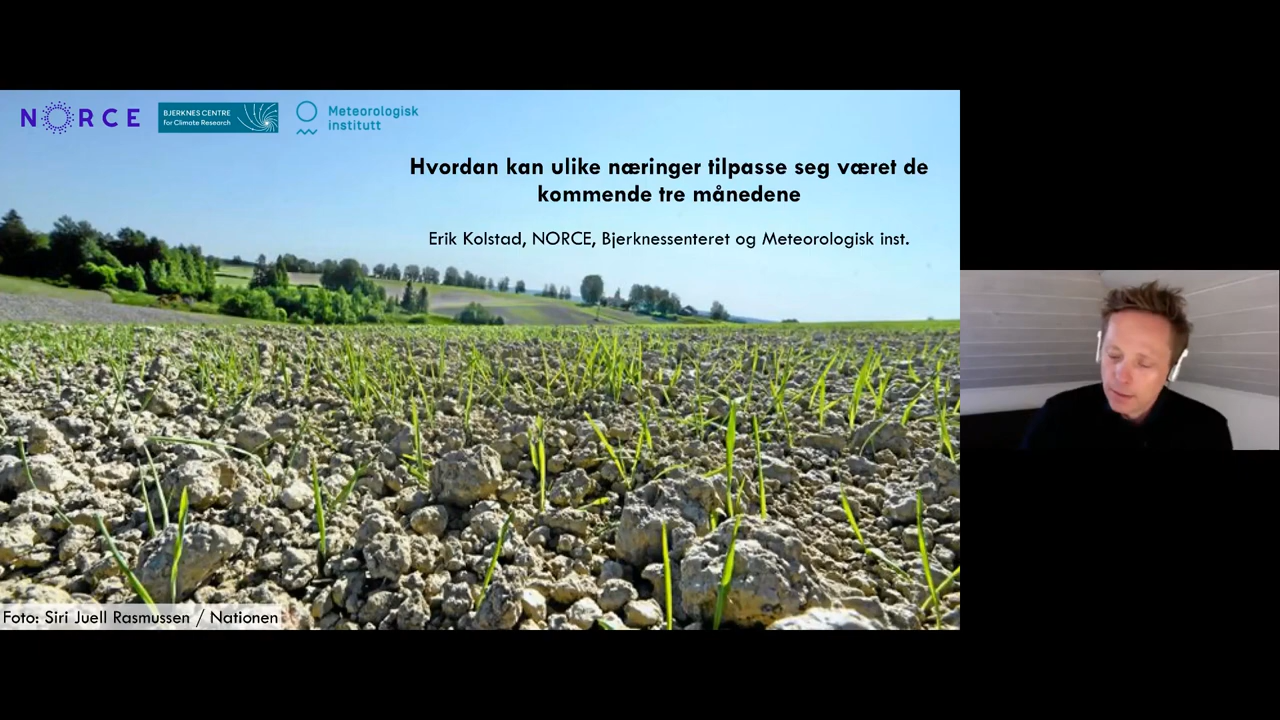 NORCE
BJERKNES CENTRE
for Climate Research
Meteorologisk
institutt
Hvordan kan ulike næringer tilpasse seg været de
kommende tre månedene
Erik Kolstad, NORCE, Bjerknessenteret og Meteorologisk inst.
Foto: Siri Juell Rasmussen / Nationen